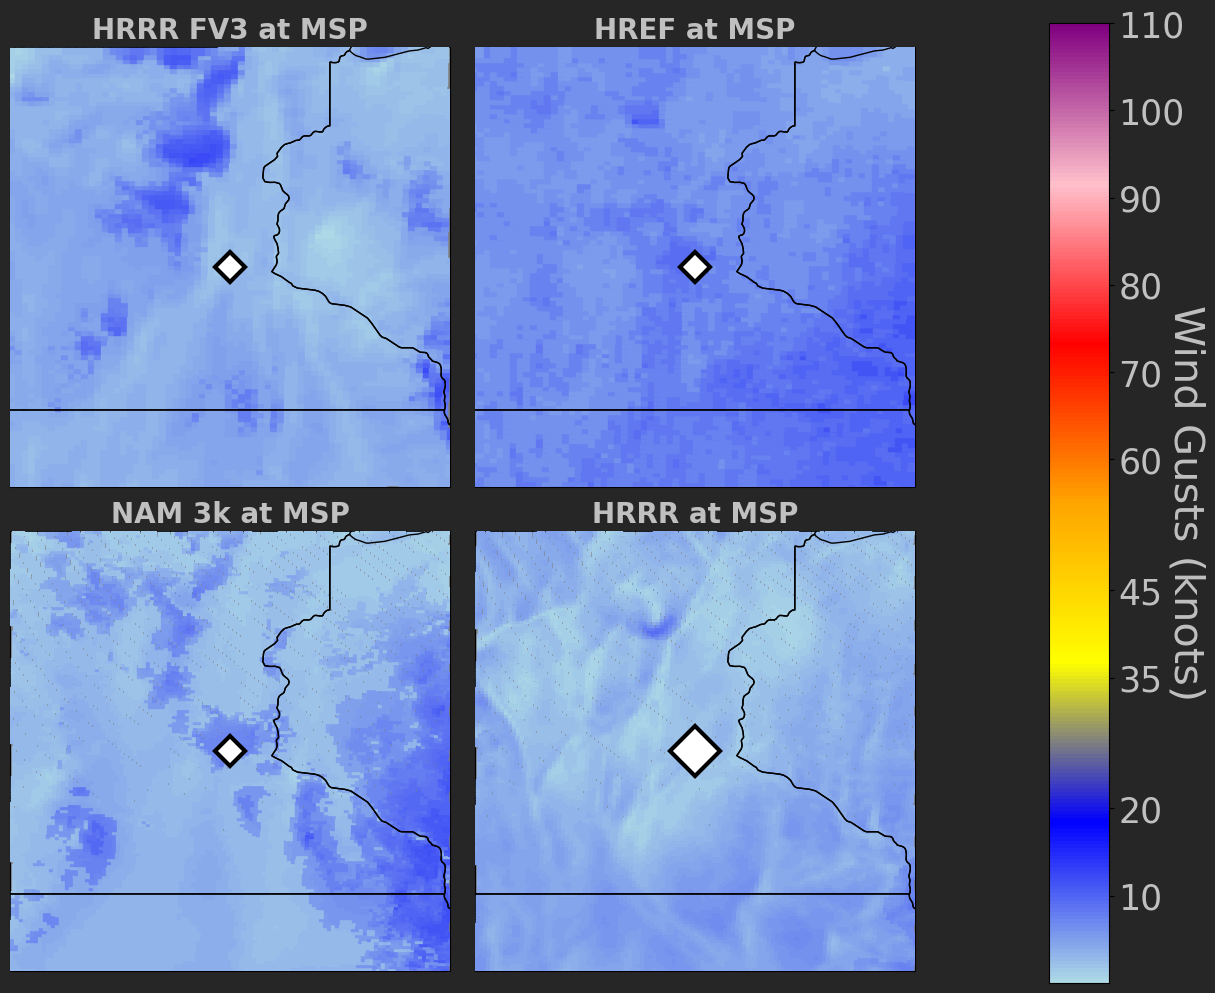 HRRR FV3 at MSP
HREF at MSP
NAM 3k at MSP
HRRR at MSP
110
100
90
80
70
60
45
35
20
10
Wind Gusts (knots)